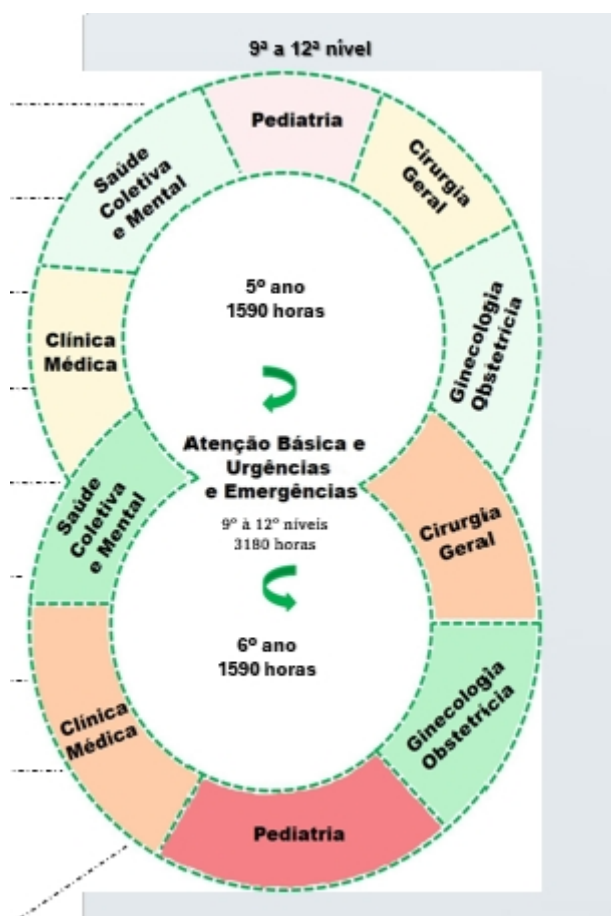 9ª a 12ª nível
Pediatria
Cirurgia
Geral
Saúde
Coletiva
e Mental
Ginecologia
Obstetrícia
Clínica
Médica
5º ano
1590 horas
Atenção Básica e
Urgências
e Emergências
9º à 12º níveis
3180 horas
Saúde
Coletiva
e Mental
Cirurgia
Geral
6º ano
1590 horas
Clínica
Médica
Ginecologia
Obstetrícia
Pediatria